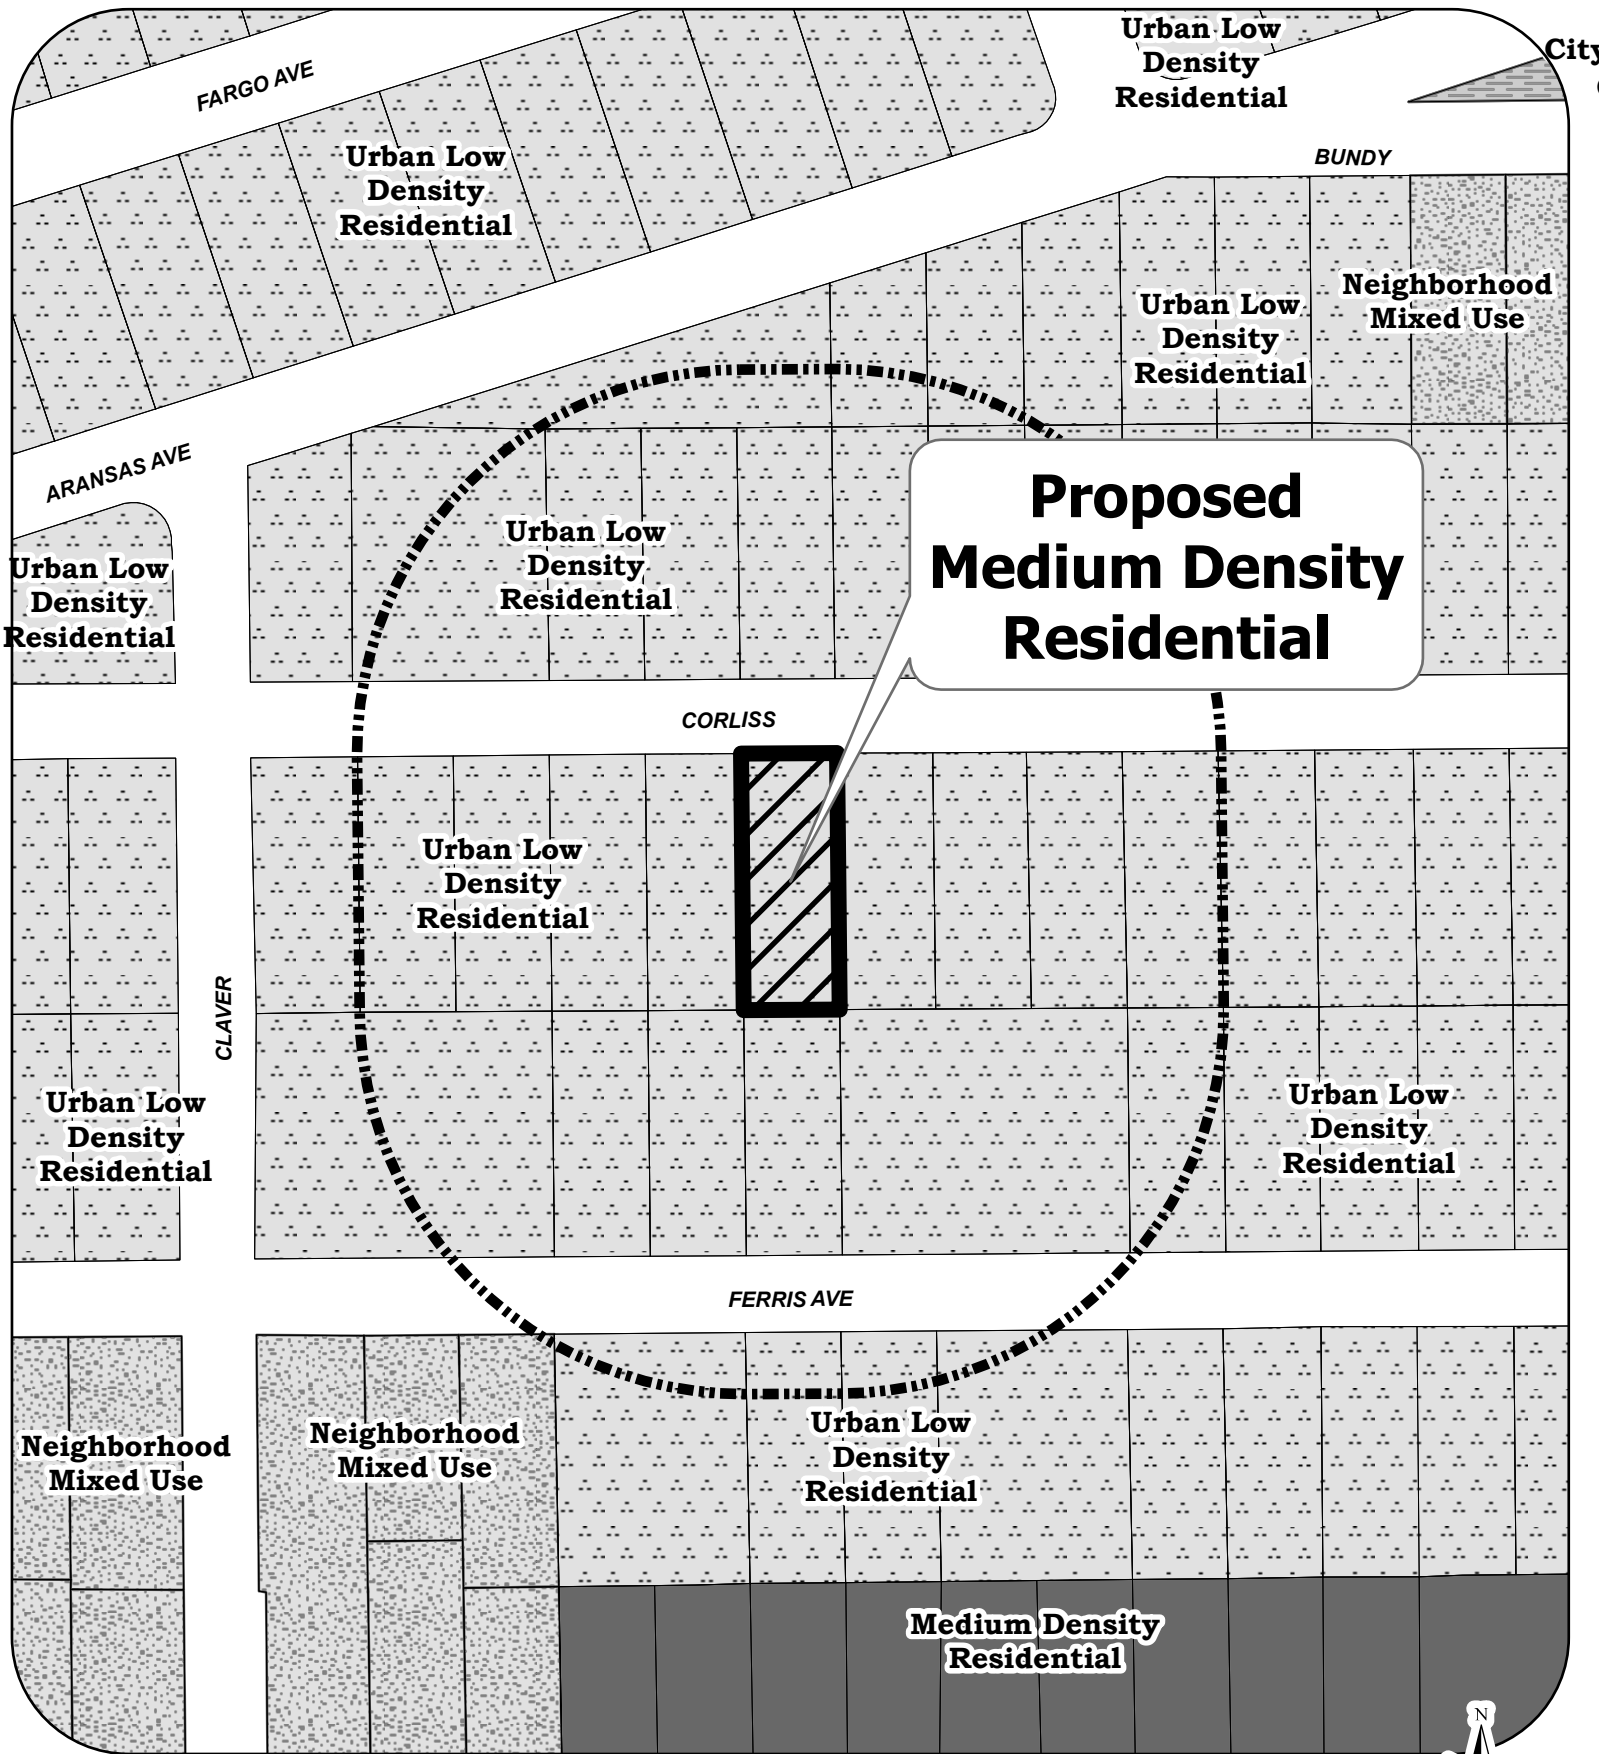 Urban Low
Density
Residential
City
FARGO AVE
BUNDY
Urban Low
Density
Residential
Neighborhood
Mixed Use
Urban Low
Density
Residential
ARANSAS AVE
Proposed
Medium Density
Residential
Urban Low
Density
Residential
Urban Low
Density
Residential
CORLISS
Urban Low
Density
Residential
CLAVER
Urban Low
Density
Residential
Urban Low
Density
Residential
FERRIS AVE
Neighborhood
Mixed Use
Neighborhood
Mixed Use
Urban Low
Density
Residential
Medium Density
Residential
N